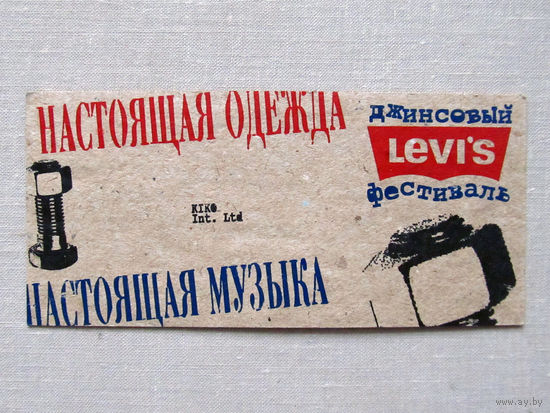 НАСТОЯЩАЯ ОДЕЖДА
ДЖИНСОВЫЙ
LEVI'S
ФЕСТИВАЛЬ
KIKO
Int. Ltd
НАСТОЯЩАЯ МУЗЫКА
www.ay.by